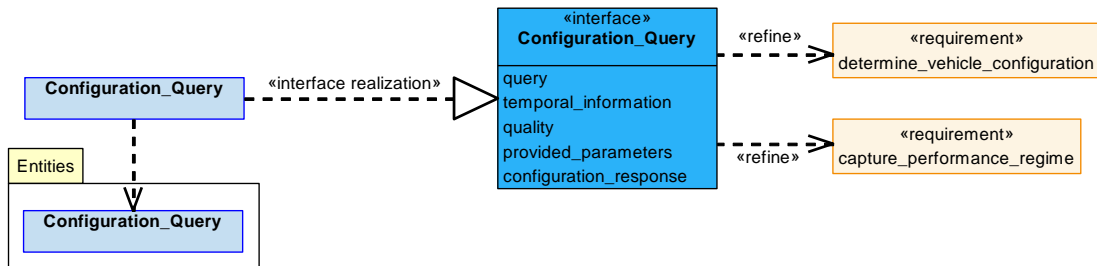 «interface»
Configuration_Query
query
temporal_information
quality
provided_parameters
configuration_response
«refine»
«requirement»
determine_vehicle_configuration
Configuration_Query
«interface realization»
«refine»
«requirement»
capture_performance_regime
Entities
Configuration_Query